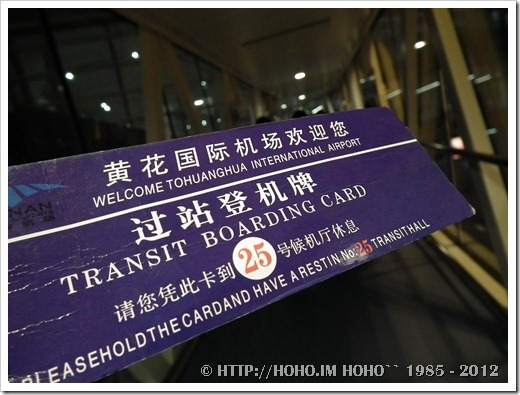 黄花国际机场欢迎您
WELCOME TOHUANGHUA INTERNATIONAL AIRPORT
NAN
过站登机牌
TRANSIT BOARDING CARD
请您凭此卡到25号候机厅休息
PLEASEHOLDTHECARDAND HAVE A RESTIN.No:25 TRANSITHALL
© HTTP://HOHO.IM HOHO`` 1985 - 2012